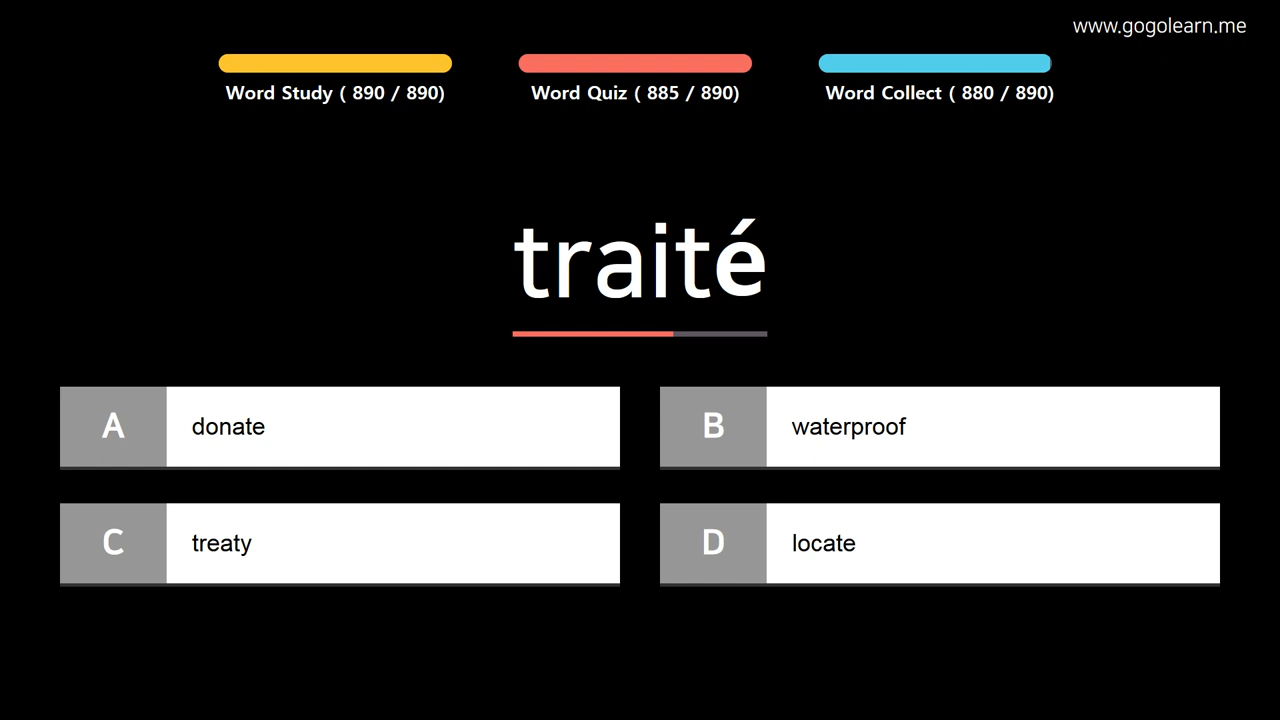 www.gogolearn.me
Word Study ( 890 / 890)
Word Quiz ( 885 / 890)
Word Collect ( 880 / 890)
traité
A donate
B waterproof
C treaty
D locate